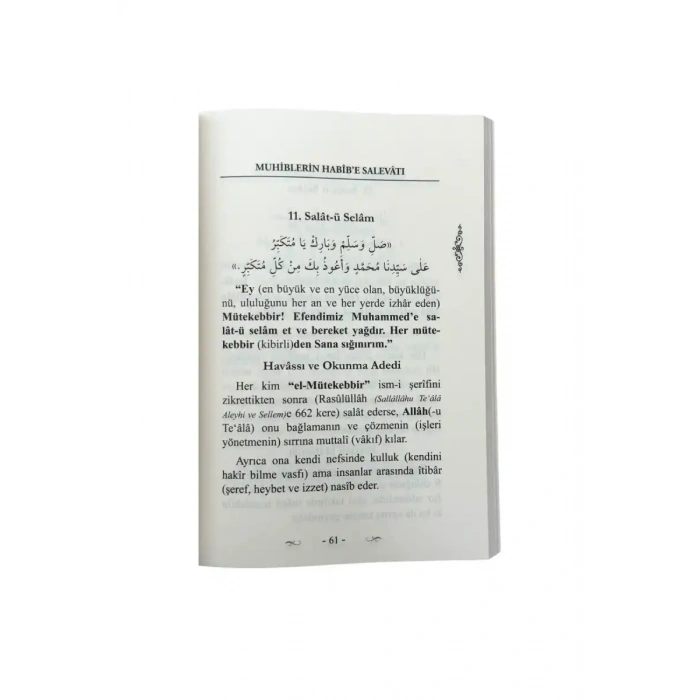 MUHİBLERİN HABÎB'E SALEVÂTI
11. Salât-ü Selâm
«صَلِّ وَسَلِّمْ وَبَارِكْ يَا مُتَكَبِّرُ
عَلَى سَيِّدِنَا مُحَمَّدٍ وَأَعُوذُ بِكَ مِنْ كُلِّ مُتَكَبِّرٍ.»
“Ey (en büyük ve en yüce olan, büyüklüğü-
nü, ululuğunu her an ve her yerde izhâr eden)
Mütekebbir! Efendimiz Muhammed’e sa-
lât-ü selâm et ve bereket yağdır. Her müte-
kebbir (kibirli)den Sana sığınırım.”
Havâssı ve Okunma Adedi
Her kim “el-Mütekebbir” ism-i şerîfini
zikrettikten sonra (Rasûlüllâh (Sallâllâhu Te‘âlâ
Aleyhi ve Sellem)e 662 kere) salât ederse, Allâh(-u
Te‘âlâ) onu bağlamanın ve çözmenin (işleri
yönetmenin) sırrına muttali (vâkıf) kılar.
Ayrıca ona kendi nefsinde kulluk (kendini
hakîr bilme vasfı) ama insanlar arasında îtibâr
(şeref, heybet ve izzet) nasîb eder.
- 61 -